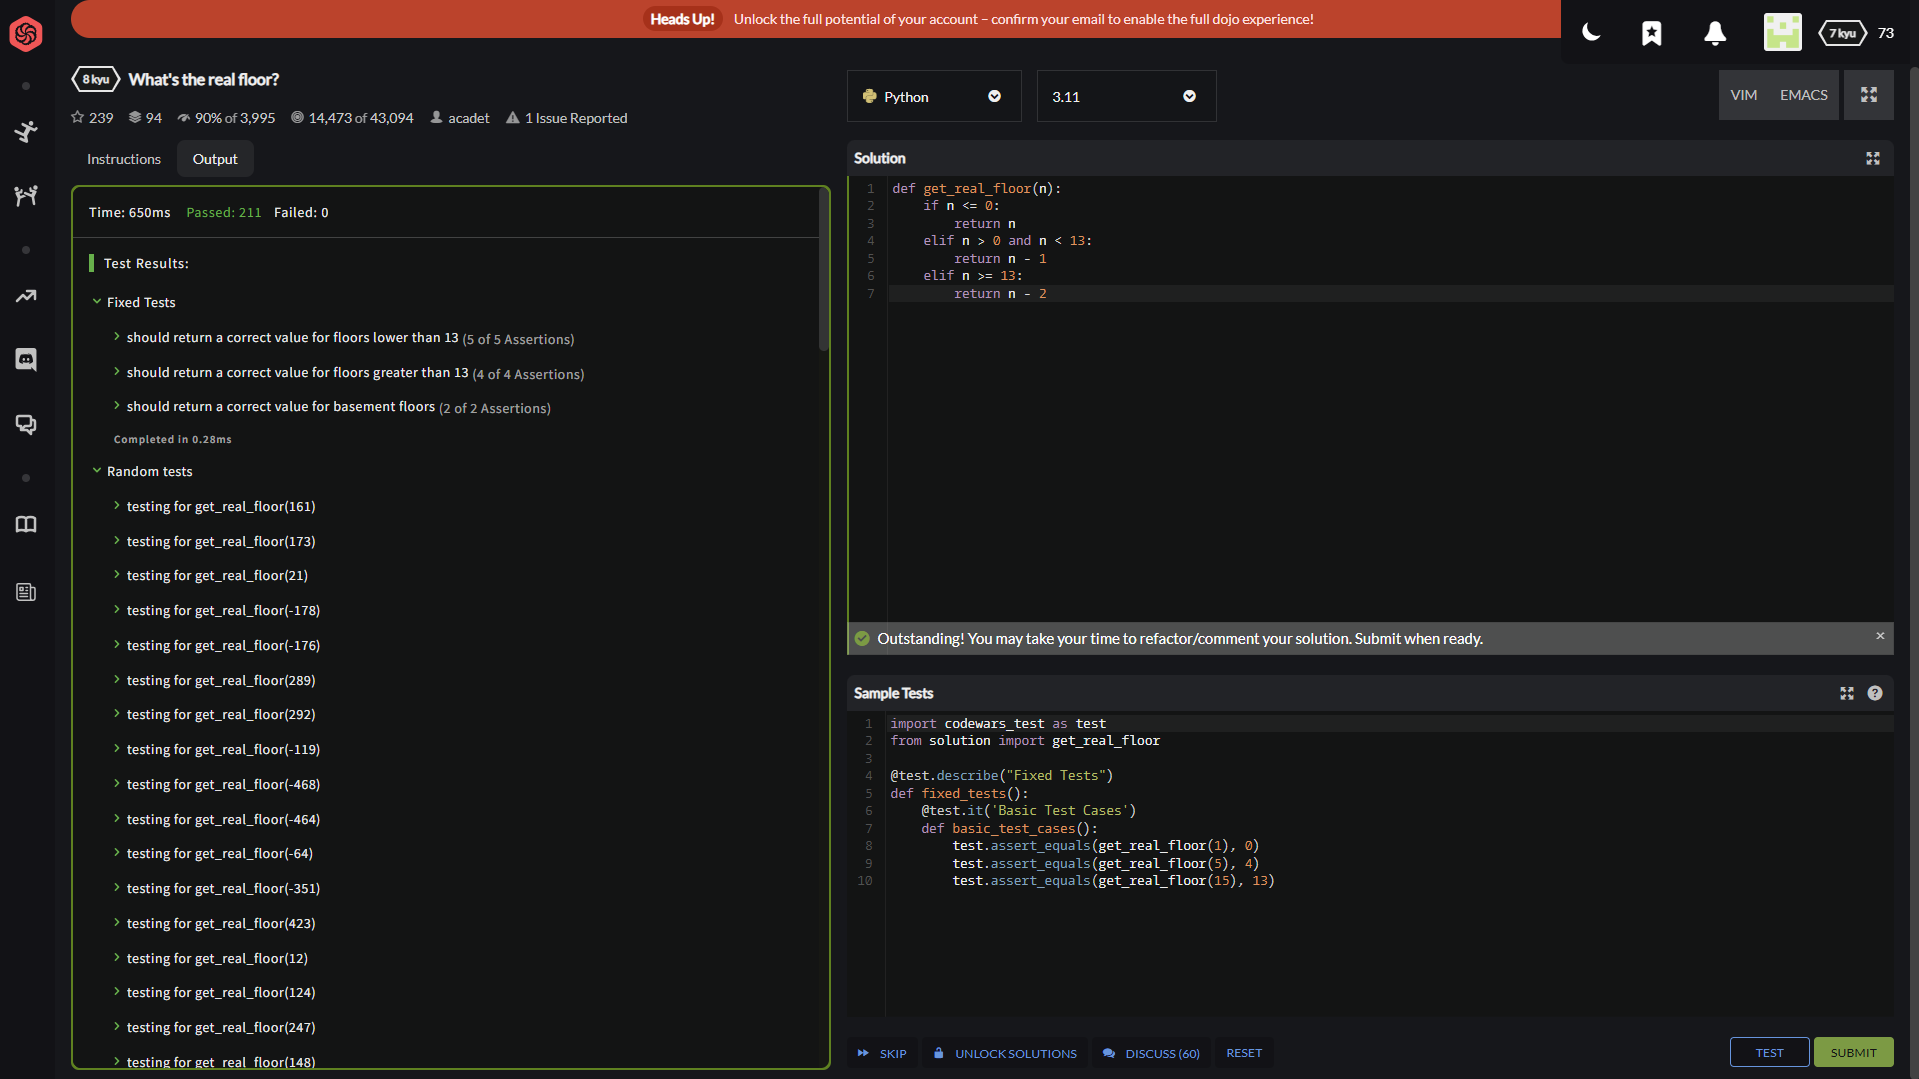 Heads Up! Unlock the full potential of your account – confirm your email to enable the full dojo experience!
7 kyu 73
8 kyu What's the real floor?
239 94 90% of 3,995 14,473 of 43,094 acadet 1 Issue Reported
Instructions Output
Time: 650ms Passed: 211 Failed: 0
Test Results:
Fixed Tests
should return a correct value for floors lower than 13 (5 of 5 Assertions)
should return a correct value for floors greater than 13 (4 of 4 Assertions)
should return a correct value for basement floors (2 of 2 Assertions)
Completed in 0.28ms
Random tests
testing for get_real_floor(161)
testing for get_real_floor(173)
testing for get_real_floor(21)
testing for get_real_floor(-178)
testing for get_real_floor(-176)
testing for get_real_floor(289)
testing for get_real_floor(292)
testing for get_real_floor(-119)
testing for get_real_floor(-468)
testing for get_real_floor(-464)
testing for get_real_floor(-64)
testing for get_real_floor(-351)
testing for get_real_floor(423)
testing for get_real_floor(12)
testing for get_real_floor(124)
testing for get_real_floor(247)
testing for get_real_floor(148)
Python 3.11 VIM EMACS
Solution
1 def get_real_floor(n):
2     if n <= 0:
3         return n
4     elif n > 0 and n < 13:
5         return n - 1
6     elif n >= 13:
7         return n - 2
Outstanding! You may take your time to refactor/comment your solution. Submit when ready. ×
Sample Tests ?
1 import codewars_test as test
2 from solution import get_real_floor
3
4 @test.describe("Fixed Tests")
5 def fixed_tests():
6     @test.it('Basic Test Cases')
7     def basic_test_cases():
8         test.assert_equals(get_real_floor(1), 0)
9         test.assert_equals(get_real_floor(5), 4)
10         test.assert_equals(get_real_floor(15), 13)
SKIP UNLOCK SOLUTIONS DISCUSS (60) RESET TEST SUBMIT